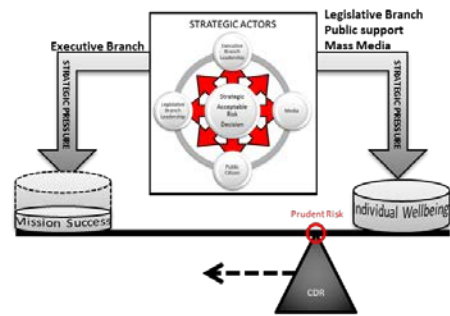 STRATEGIC ACTORS
Legislative Branch
Public support
Mass Media
Executive Branch
Executive
Branch
Leadership
Legislative
Branch
Leadership
Strategic
Acceptable
Risk
Decision
Media
Public
Citizen
STRATEGIC PRESSURE
STRATEGIC PRESSURE
Mission Success
Individual Wellbeing
Prudent Risk
CDR